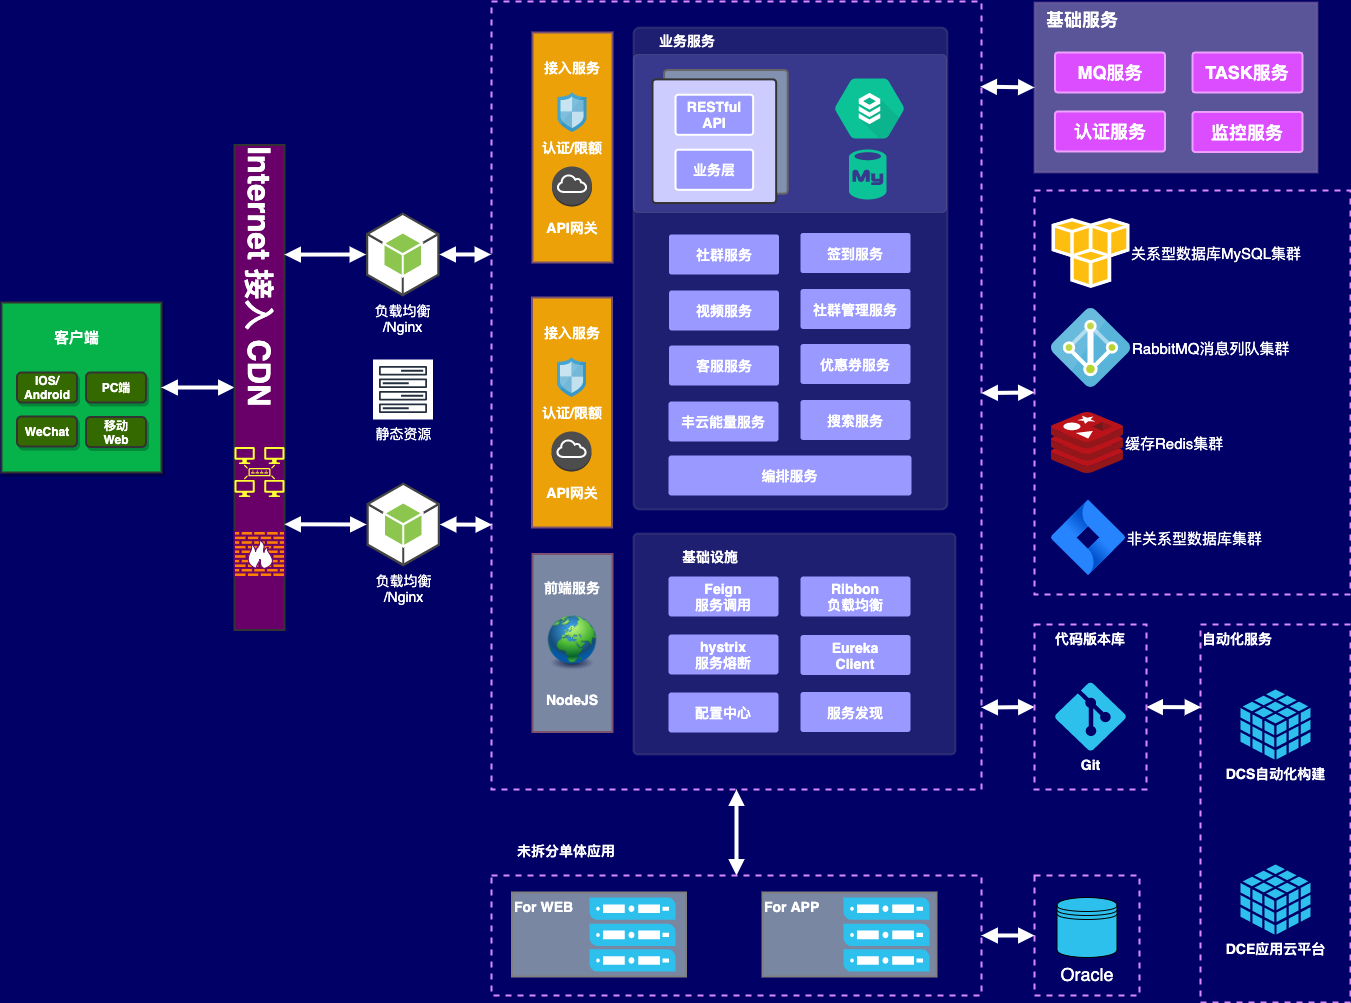 客户端
IOS/
Android
PC端
WeChat
移动
Web
Internet 接入 CDN
负载均衡
/Nginx
静态资源
负载均衡
/Nginx
接入服务
认证/限额
API网关
接入服务
认证/限额
API网关
前端服务
NodeJS
业务服务
RESTful
API
业务层
My
社群服务
签到服务
视频服务
社群管理服务
客服服务
优惠券服务
丰云能量服务
搜索服务
编排服务
基础设施
Feign
服务调用
Ribbon
负载均衡
hystrix
服务熔断
Eureka
Client
配置中心
服务发现
基础服务
MQ服务
TASK服务
认证服务
监控服务
关系型数据库MySQL集群
RabbitMQ消息列队集群
缓存Redis集群
非关系型数据库集群
代码版本库
Git
自动化服务
DCS自动化构建
DCE应用云平台
未拆分单体应用
For WEB
For APP
Oracle